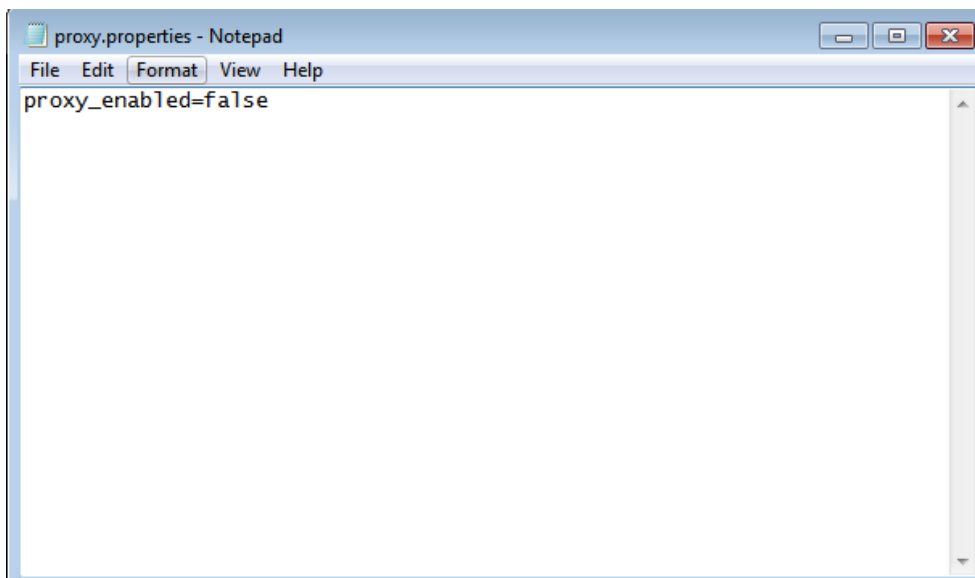 proxy.properties - Notepad
File Edit Format View Help
proxy_enabled=false